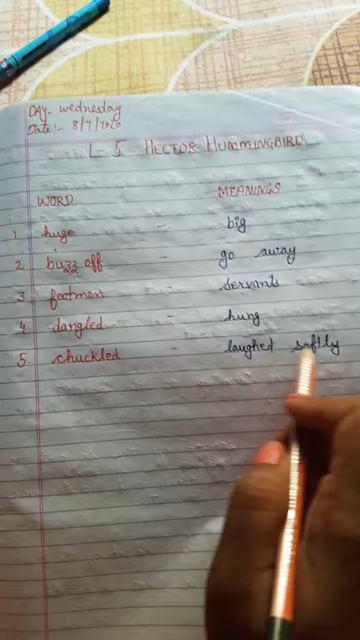 DAY- wednesday
Date:- 8/7/2020
L-5 HECTOR HUMMINGBIRD
WORD MEANINGS
1 huge - big
2 buzz off - go away
3 footmen - servants
4 dangled - hung
5 chuckled - laughed softly